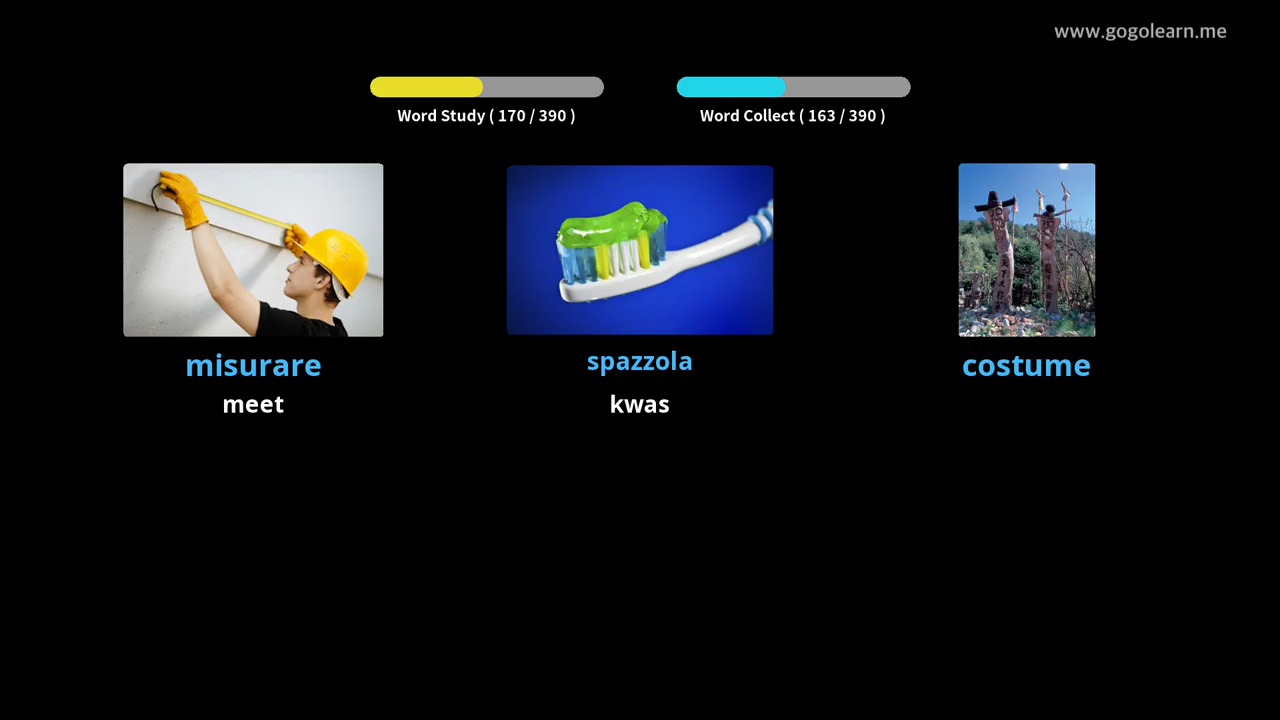 www.gogolearn.me
Word Study ( 170 / 390 )
Word Collect ( 163 / 390 )
misurare
spazzola
costume
meet
kwas